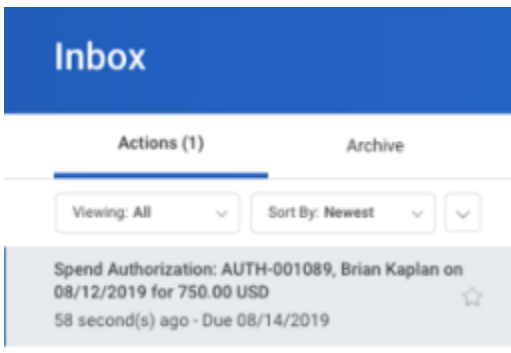 Inbox
Actions (1) Archive
Viewing: All Sort By: Newest
Spend Authorization: AUTH-001089, Brian Kaplan on
08/12/2019 for 750.00 USD
58 second(s) ago - Due 08/14/2019